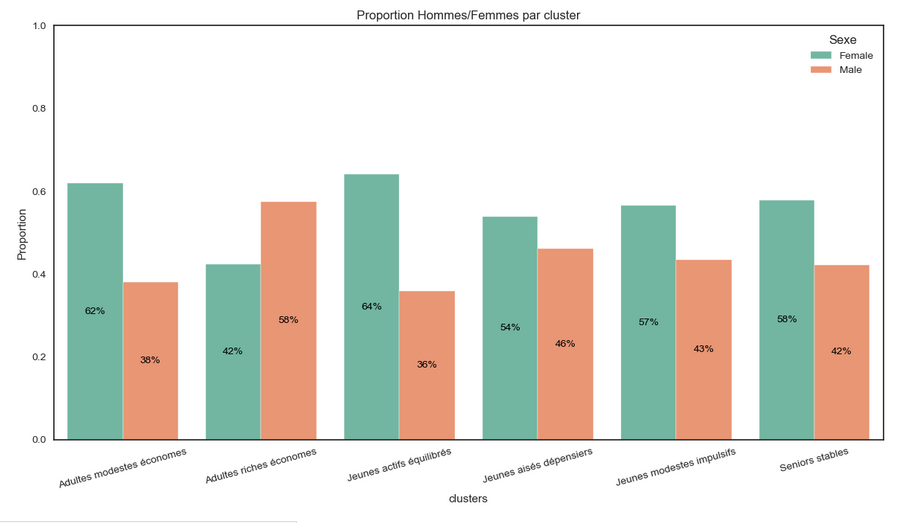 Proportion Hommes/Femmes par cluster
1.0
0.8
0.6
0.4
0.2
0.0
Proportion
Sexe
Female
Male
62%
38%
42%
58%
64%
36%
54%
46%
57%
43%
58%
42%
Adultes modestes économes
Adultes riches économes
Jeunes actifs équilibrés
Jeunes aisés dépensiers
Jeunes modestes impulsifs
Seniors stables
clusters